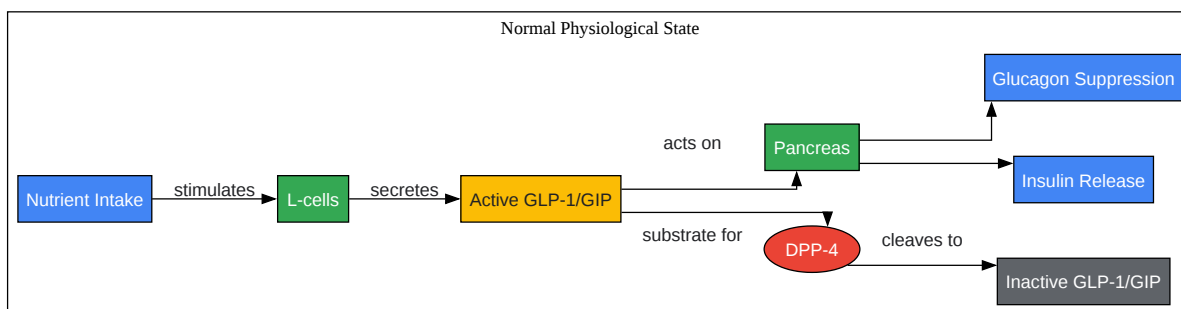 Normal Physiological State
Glucagon Suppression
acts on
Pancreas
Insulin Release
Nutrient Intake
stimulates
L-cells
secretes
Active GLP-1/GIP
substrate for
DPP-4
cleaves to
Inactive GLP-1/GIP